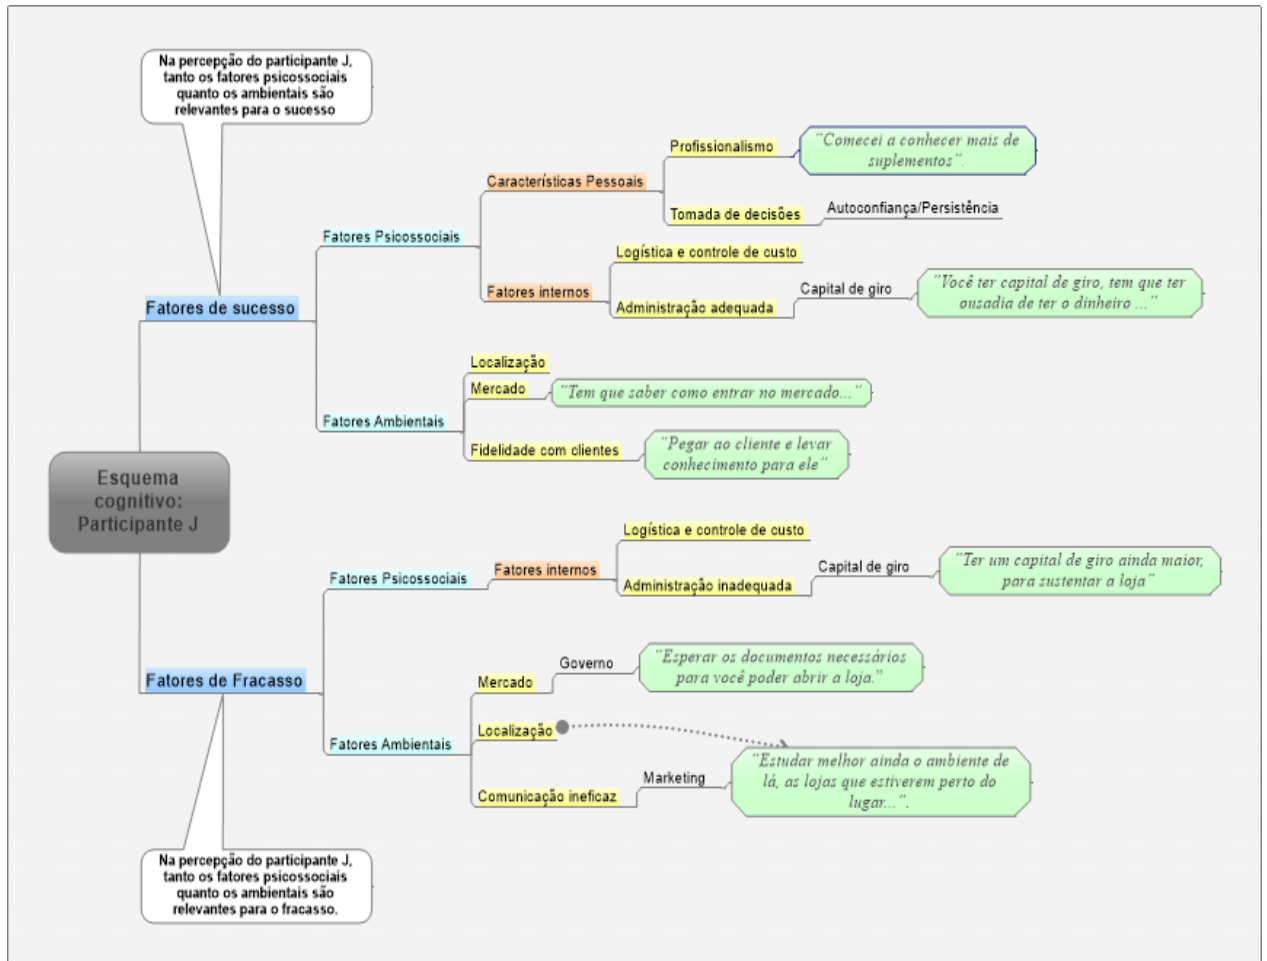 Na percepção do participante J,
tanto os fatores psicossociais
quanto os ambientais são
relevantes para o sucesso
Profissionalismo
"Comecei a conhecer mais de
suplementos".
Características Pessoais
Tomada de decisões
Autoconfiança/Persistência
Fatores Psicossociais
Logística e controle de custo
Fatores internos
Administração adequada
Capital de giro
"Você ter capital de giro, tem que ter
ousadia de ter o dinheiro ..."
Fatores de sucesso
Localização
Mercado
"Tem que saber como entrar no mercado..."
Fatores Ambientais
Fidelidade com clientes
"Pegar ao cliente e levar
conhecimento para ele"
Esquema
cognitivo:
Participante J
Logística e controle de custo
Fatores Psicossociais
Fatores internos
Administração inadequada
Capital de giro
"Ter um capital de giro ainda maior,
para sustentar a loja"
Fatores de Fracasso
Mercado
Governo
"Esperar os documentos necessários
para você poder abrir a loja."
Localização
Fatores Ambientais
Comunicação ineficaz
Marketing
"Estudar melhor ainda o ambiente de
lá, as lojas que estiverem perto do
lugar...".
Na percepção do participante J,
tanto os fatores psicossociais
quanto os ambientais são
relevantes para o fracasso.